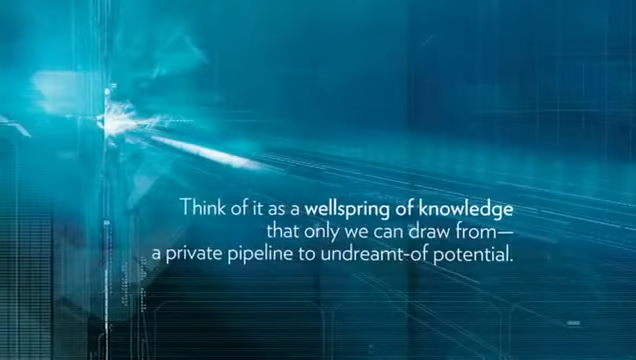 Think of it as a wellspring of knowledge
that only we can draw from—
a private pipeline to undreamt-of potential.